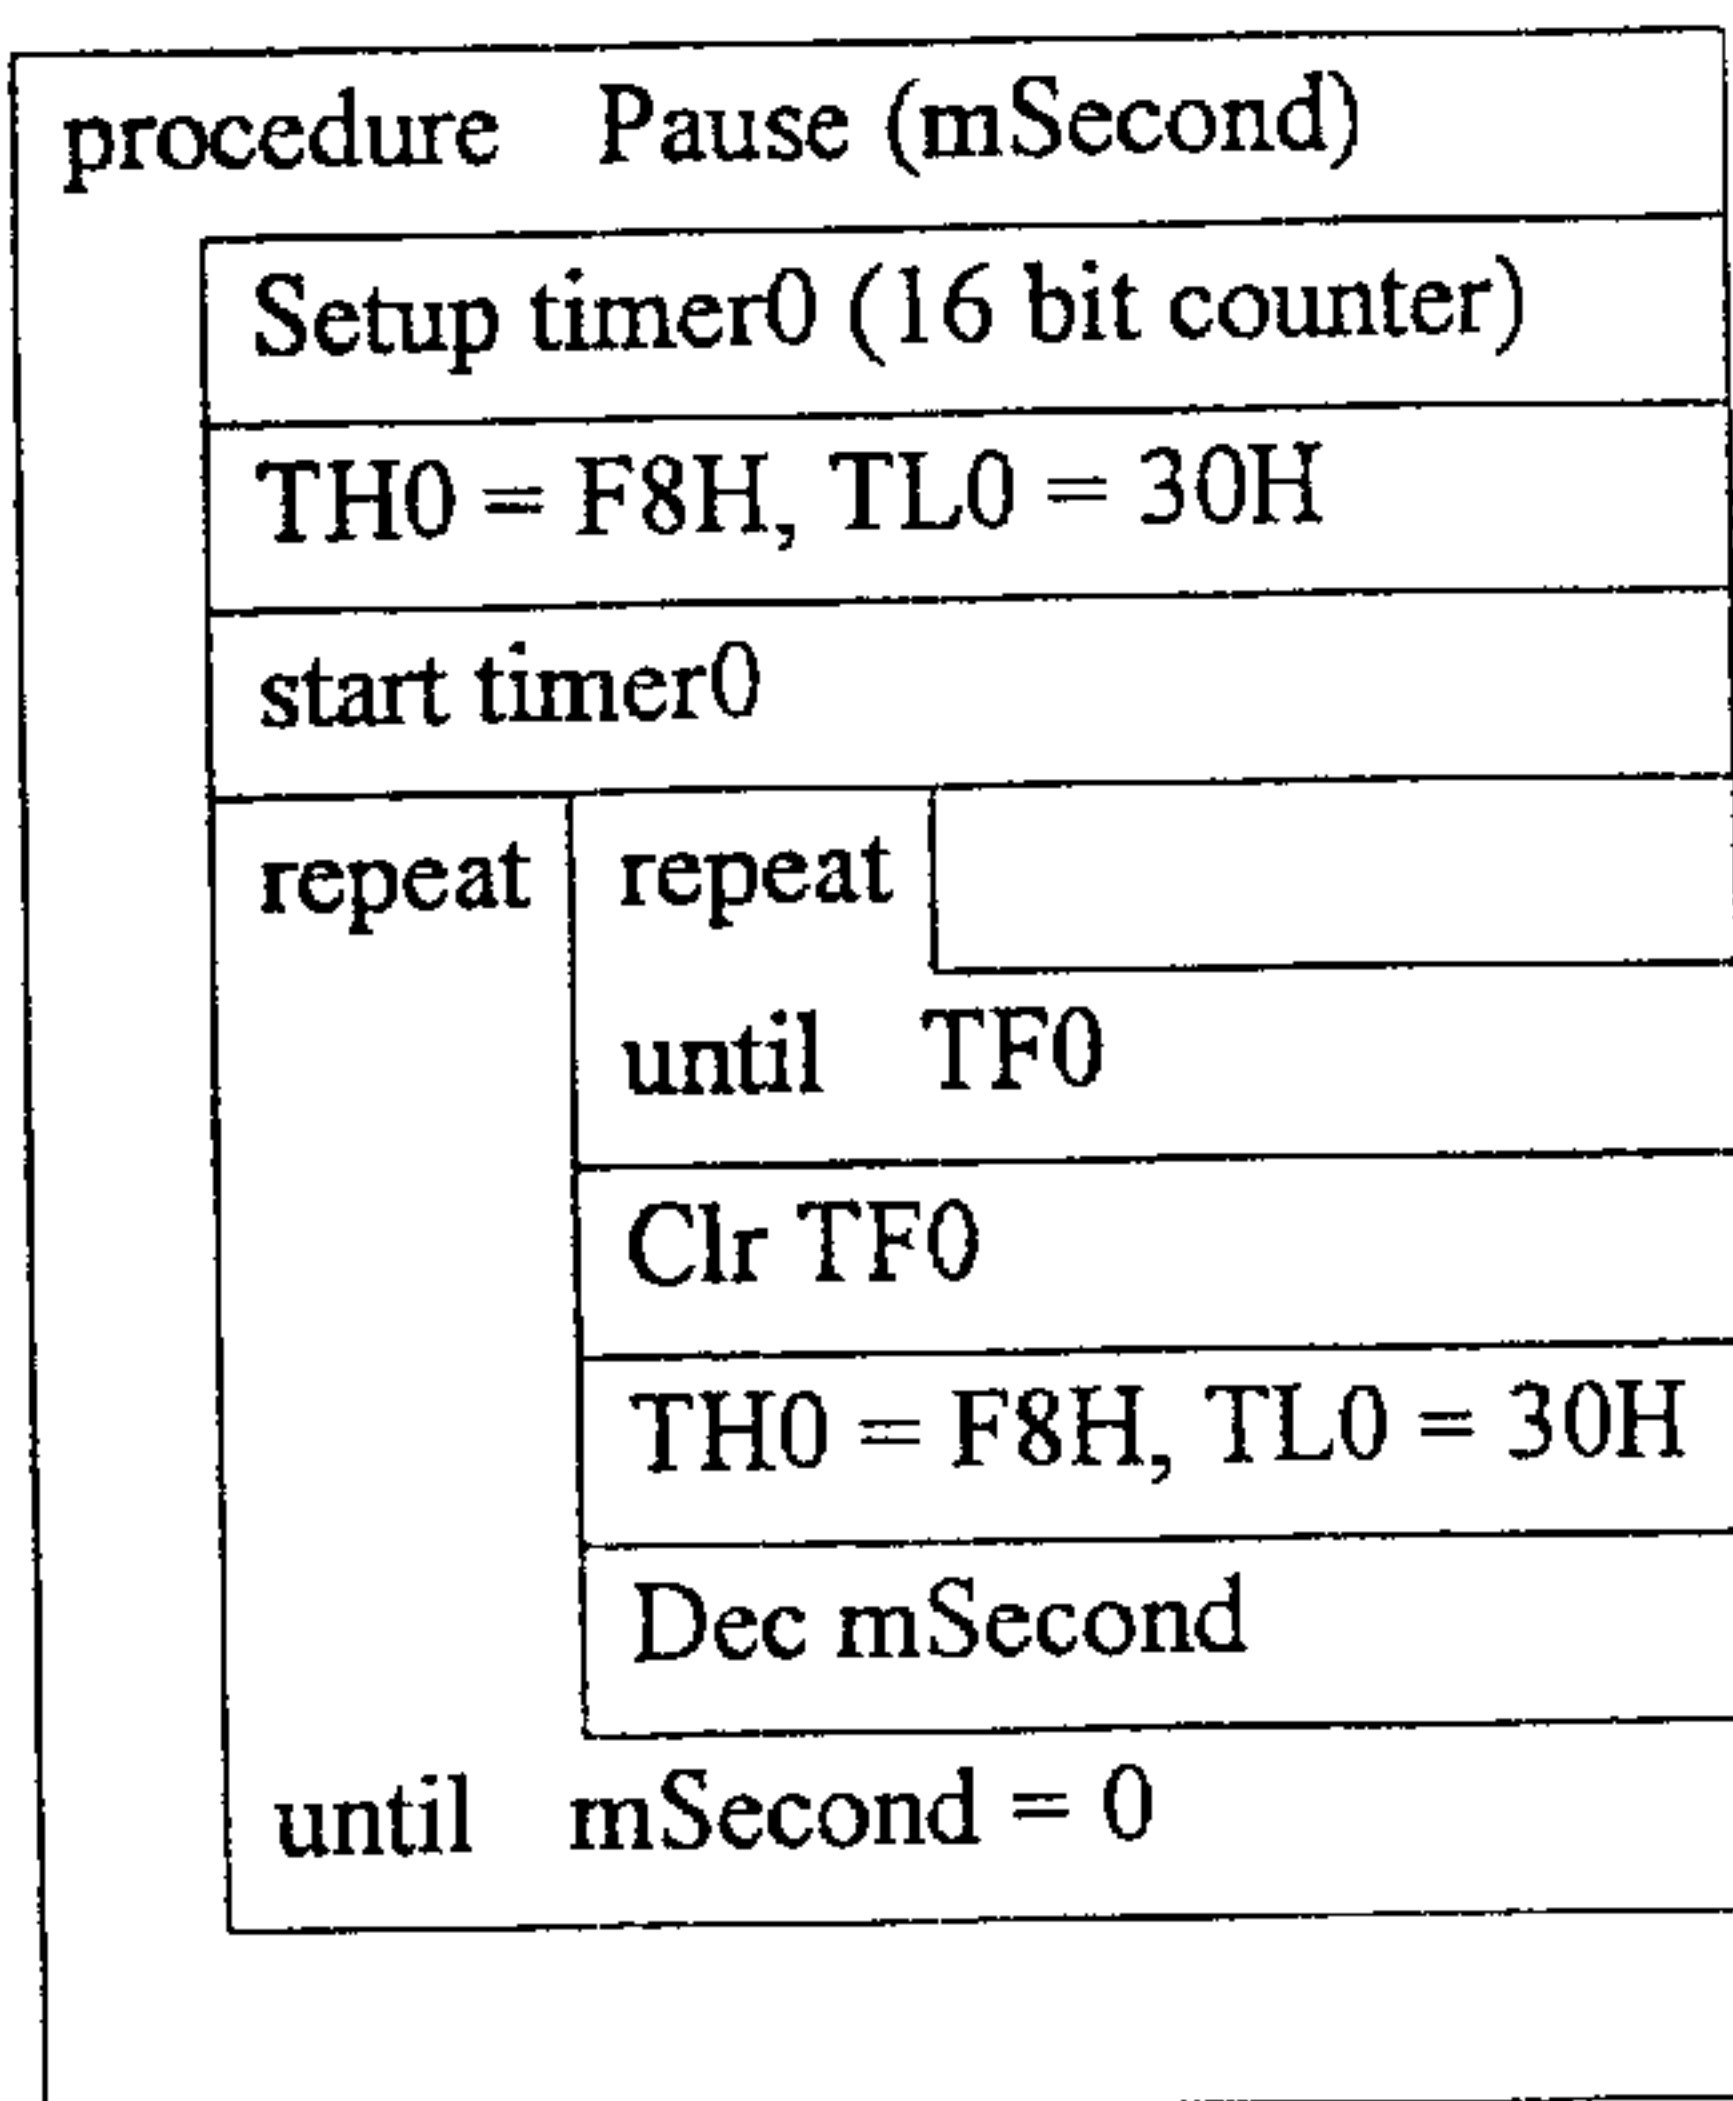 procedure Pause (mSecond)
Setup timer0 (16 bit counter)
TH0 = F8H, TL0 = 30H
start timer0
repeat repeat
until TF0
Clr TF0
TH0 = F8H, TL0 = 30H
Dec mSecond
until mSecond = 0